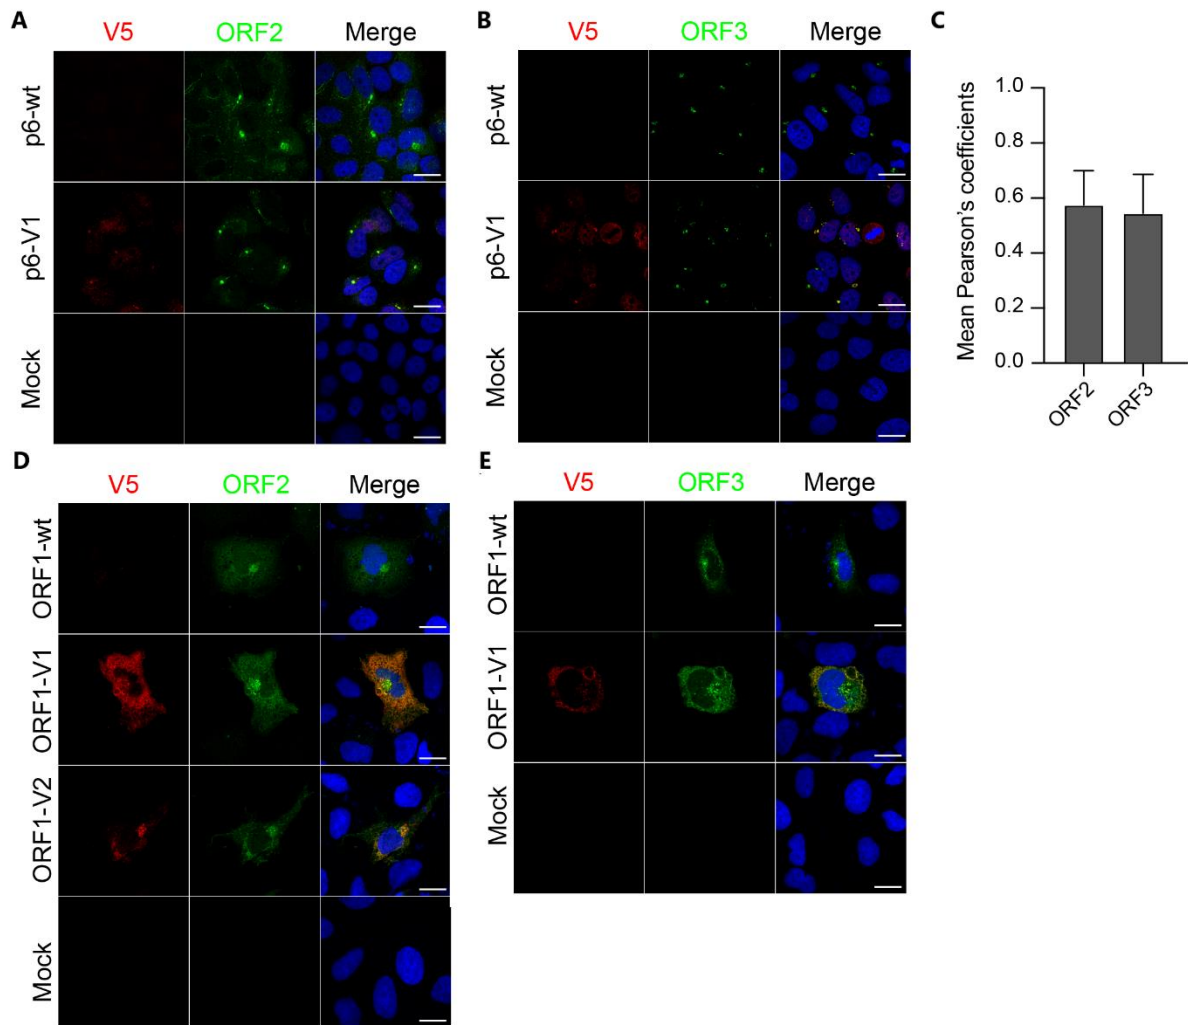 A
V5 ORF2 Merge
p6-wt
p6-V1
Mock
B
V5 ORF3 Merge
p6-wt
p6-V1
Mock
C
Mean Pearson's coefficients
1.0
0.8
0.6
0.4
0.2
0.0
ORF2
ORF3
D
V5 ORF2 Merge
ORF1-wt
ORF1-V1
ORF1-V2
Mock
E
V5 ORF3 Merge
ORF1-wt
ORF1-V1
Mock